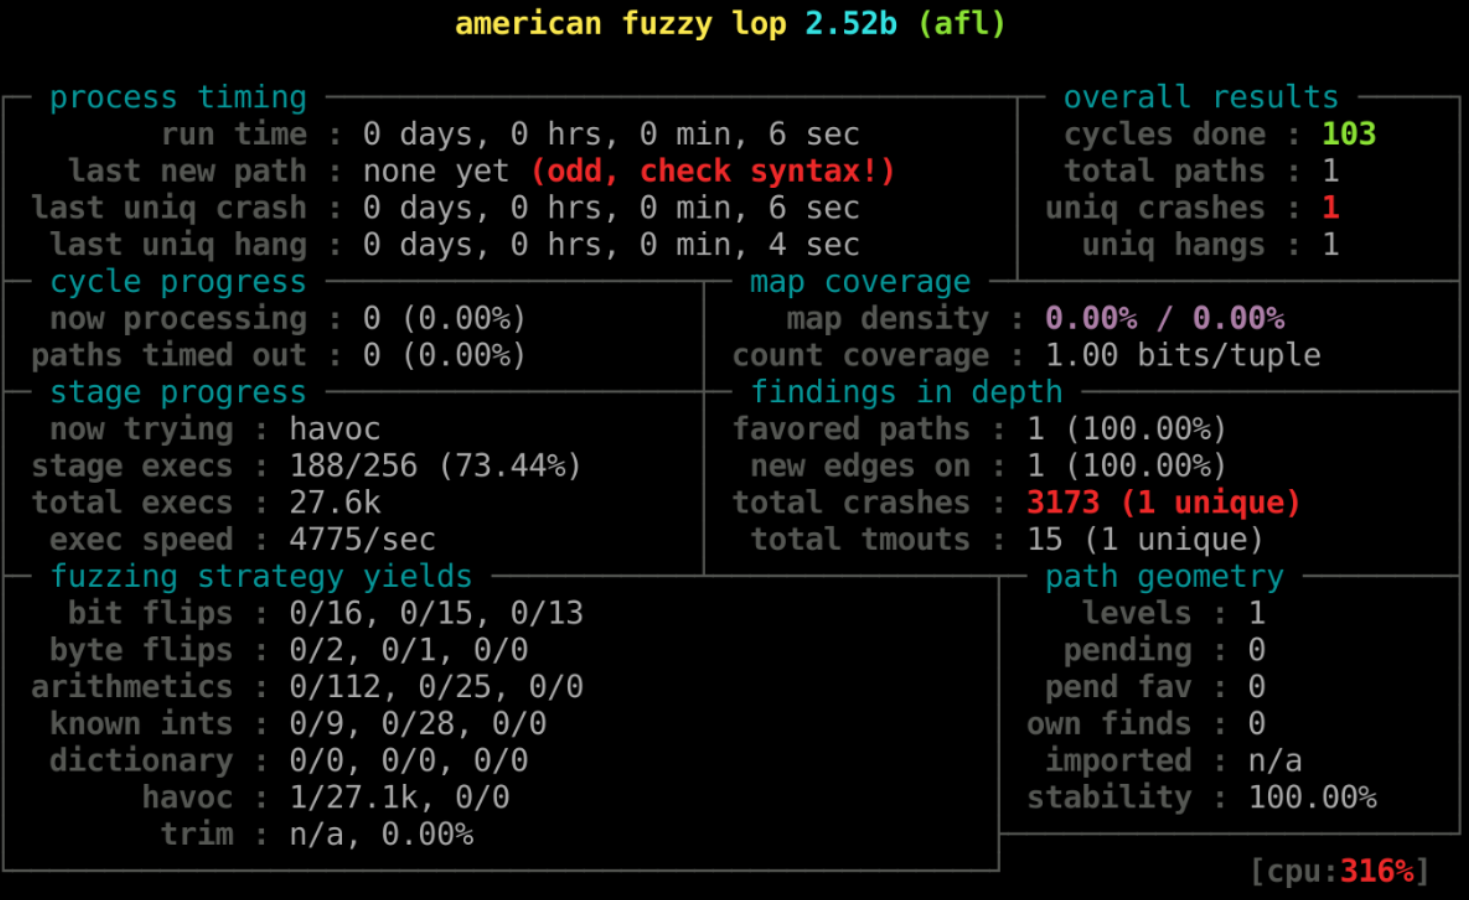 american fuzzy lop 2.52b (afl)
process timing
run time : 0 days, 0 hrs, 0 min, 6 sec
last new path : none yet (odd, check syntax!)
last uniq crash : 0 days, 0 hrs, 0 min, 6 sec
last uniq hang : 0 days, 0 hrs, 0 min, 4 sec
overall results
cycles done : 103
total paths : 1
uniq crashes : 1
uniq hangs : 1
cycle progress
now processing : 0 (0.00%)
paths timed out : 0 (0.00%)
map coverage
map density : 0.00% / 0.00%
count coverage : 1.00 bits/tuple
stage progress
now trying : havoc
stage execs : 188/256 (73.44%)
total execs : 27.6k
exec speed : 4775/sec
findings in depth
favored paths : 1 (100.00%)
new edges on : 1 (100.00%)
total crashes : 3173 (1 unique)
total tmouts : 15 (1 unique)
fuzzing strategy yields
bit flips : 0/16, 0/15, 0/13
byte flips : 0/2, 0/1, 0/0
arithmetics : 0/112, 0/25, 0/0
known ints : 0/9, 0/28, 0/0
dictionary : 0/0, 0/0, 0/0
havoc : 1/27.1k, 0/0
trim : n/a, 0.00%
path geometry
levels : 1
pending : 0
pend fav : 0
own finds : 0
imported : n/a
stability : 100.00%
[cpu:316%]